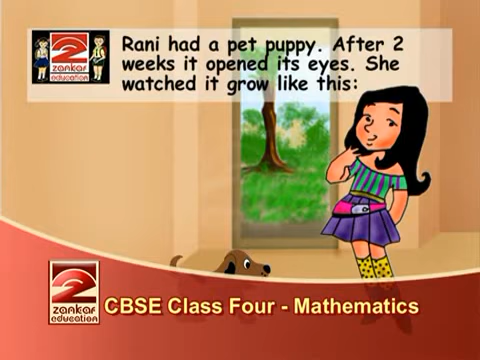 Rani had a pet puppy. After 2
weeks it opened its eyes. She
watched it grow like this:
zankar
education
zankar
education
CBSE Class Four - Mathematics